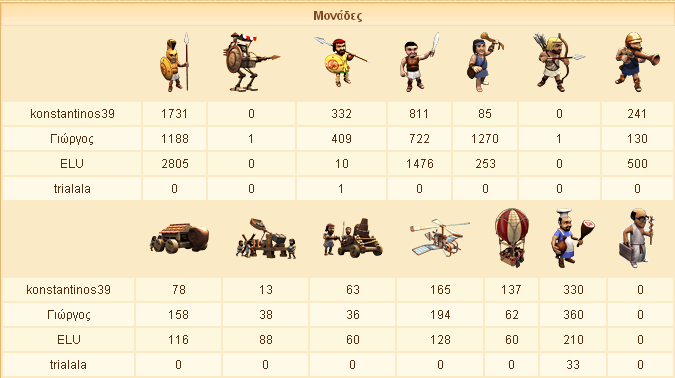 Μονάδες
konstantinos39 1731 0 332 811 85 0 241
Γιώργος 1188 1 409 722 1270 1 130
ELU 2805 0 10 1476 253 0 500
trialala 0 0 1 0 0 0 0
konstantinos39 78 13 63 165 137 330 0
Γιώργος 158 38 36 194 62 360 0
ELU 116 88 60 128 60 210 0
trialala 0 0 0 0 0 33 0